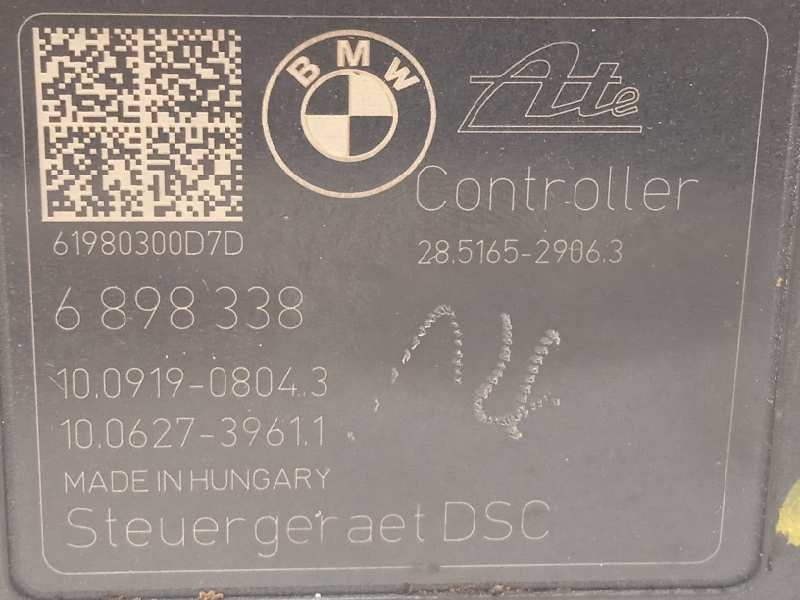 BMW
Ate
Controller
61980300D7D
28.5165-2906.3
6 898 338
10.0919-0804.3
10.0627-3961.1
MADE IN HUNGARY
Steuergeraet DSC